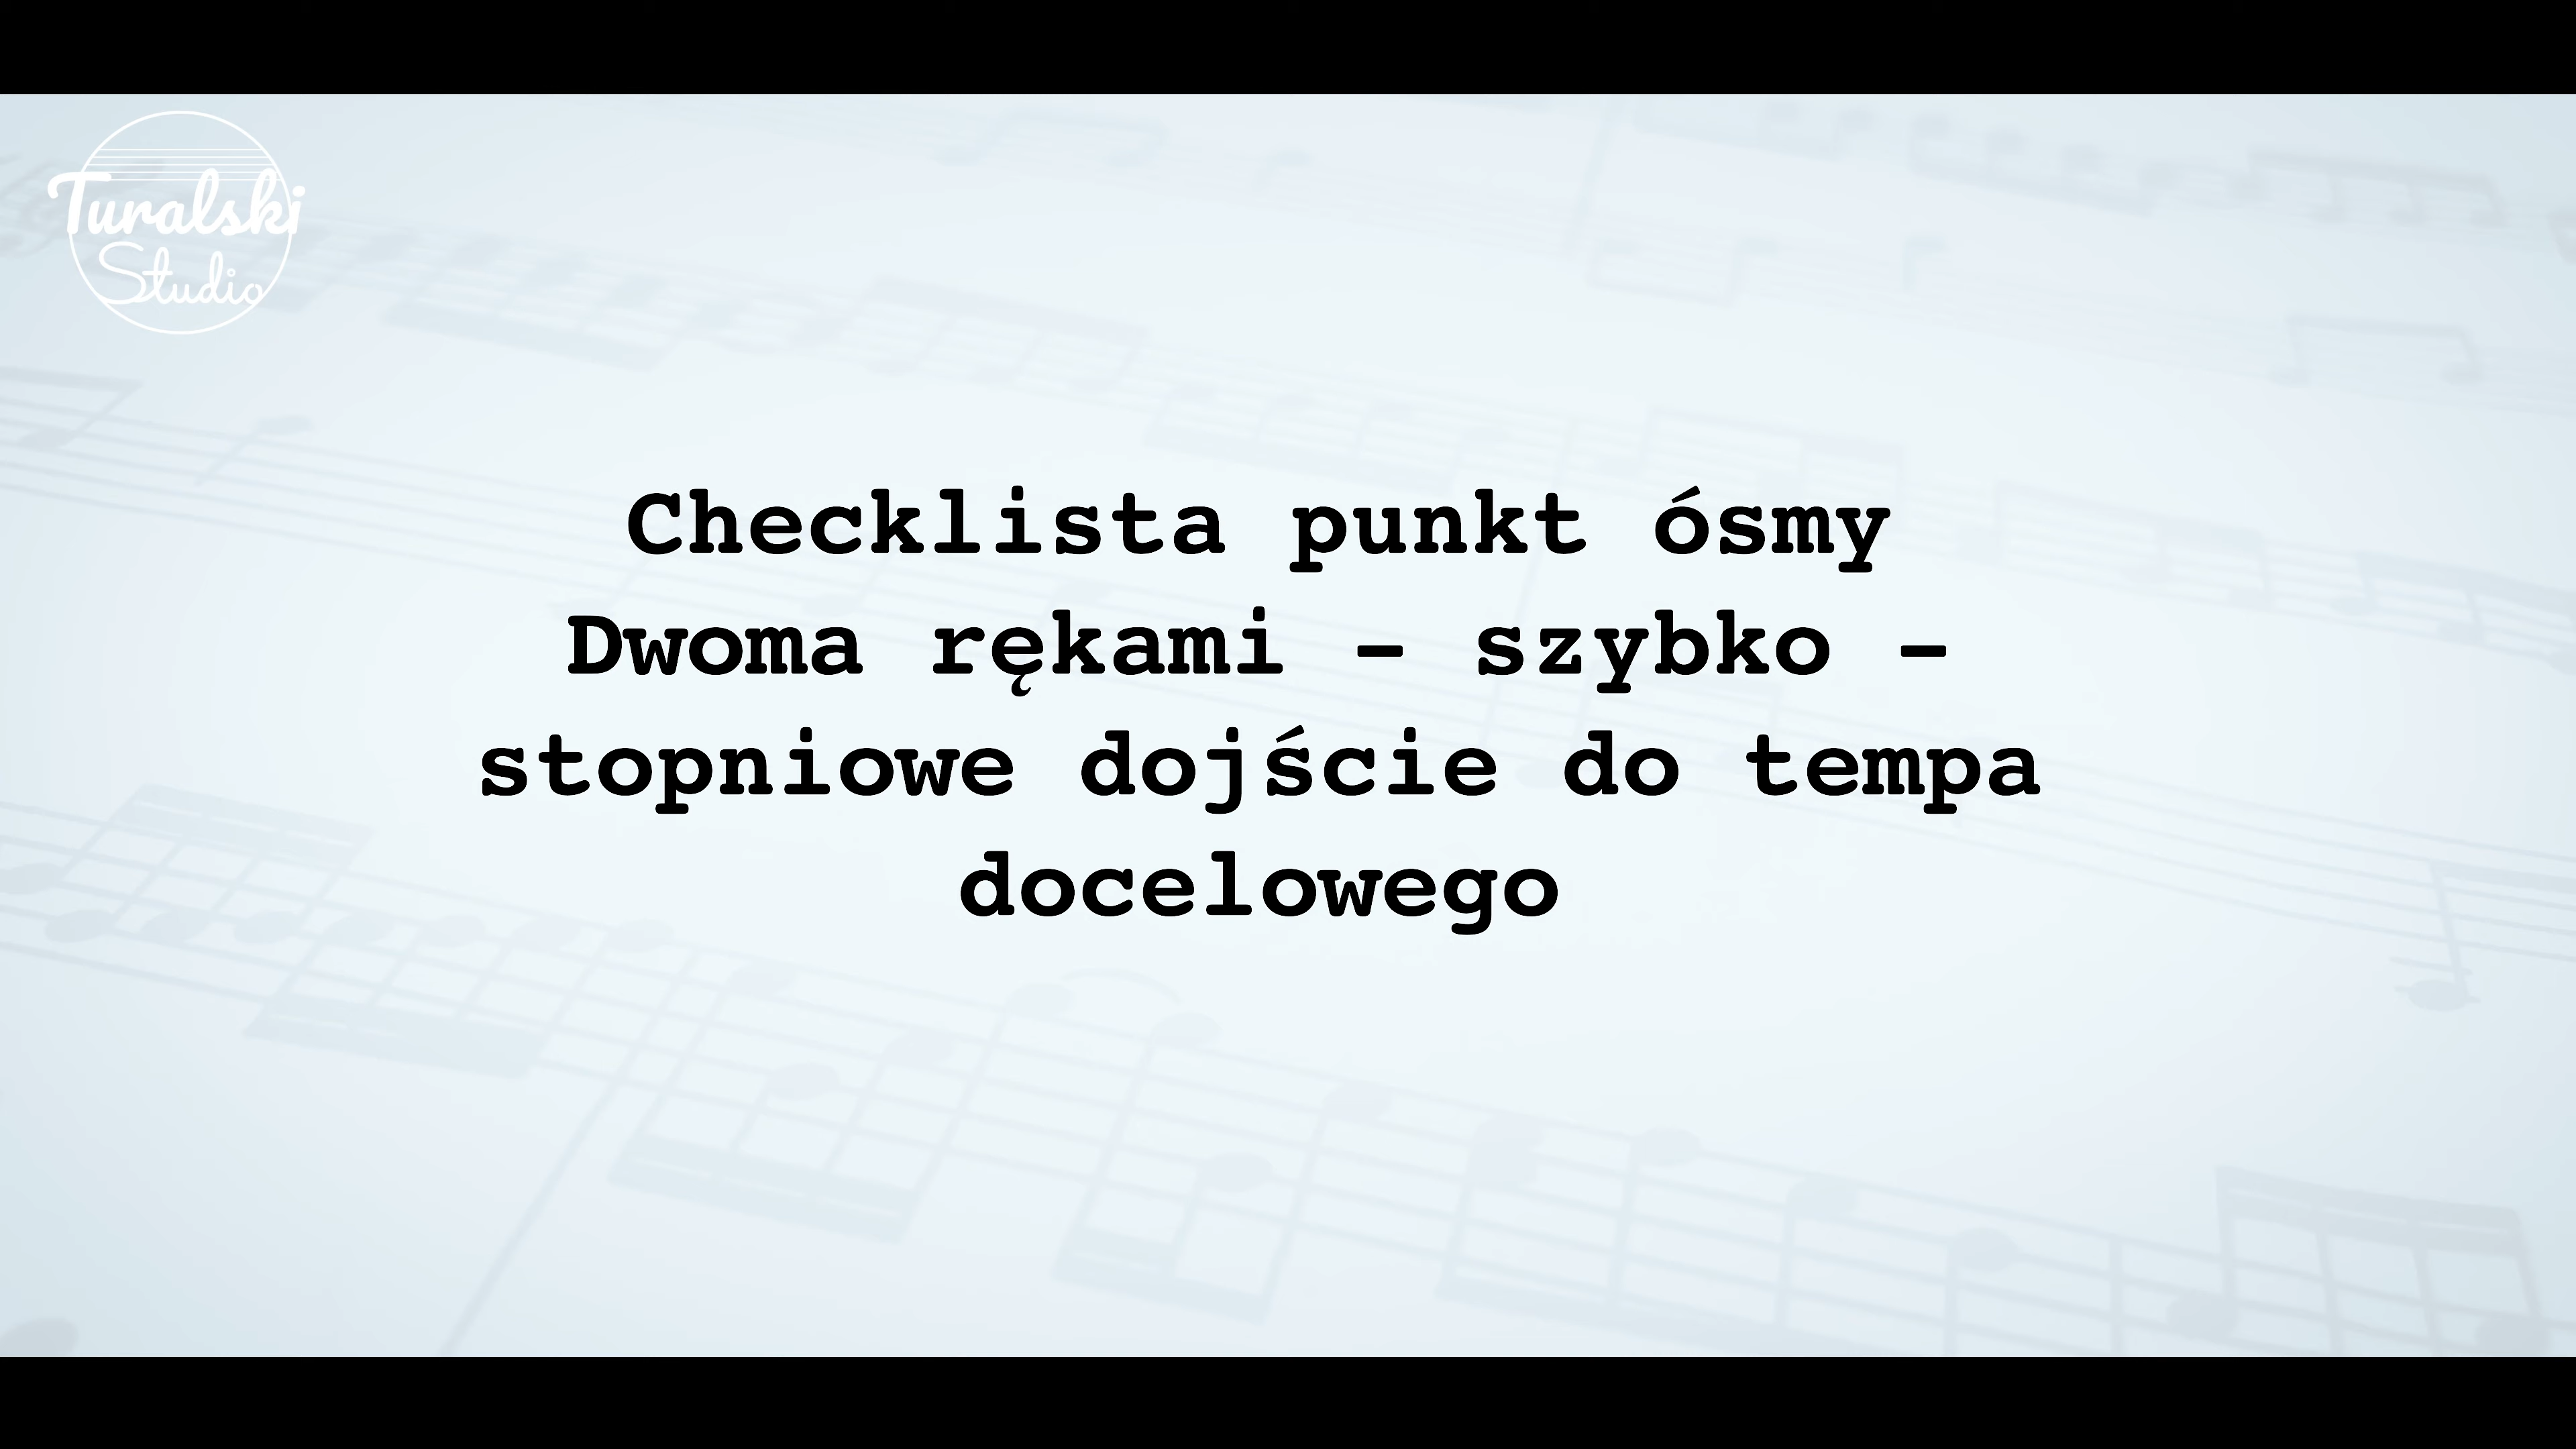 Turalski
Studio
Checklista punkt ósmy
Dwoma rękami - szybko -
stopniowe dojście do tempa
docelowego